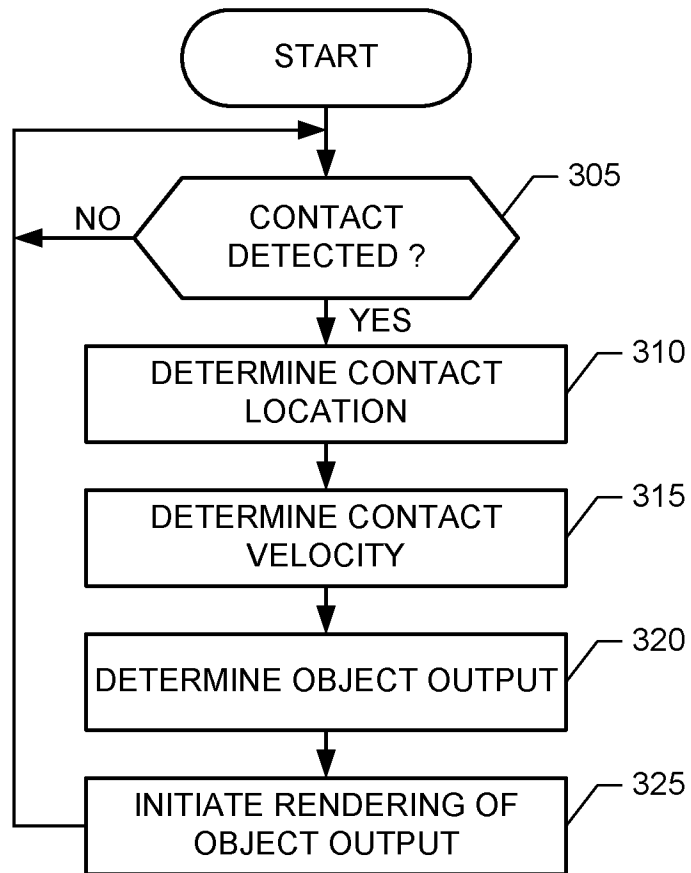 START
305
CONTACT
DETECTED ?
NO
YES
310
DETERMINE CONTACT
LOCATION
315
DETERMINE CONTACT
VELOCITY
320
DETERMINE OBJECT OUTPUT
325
INITIATE RENDERING OF
OBJECT OUTPUT